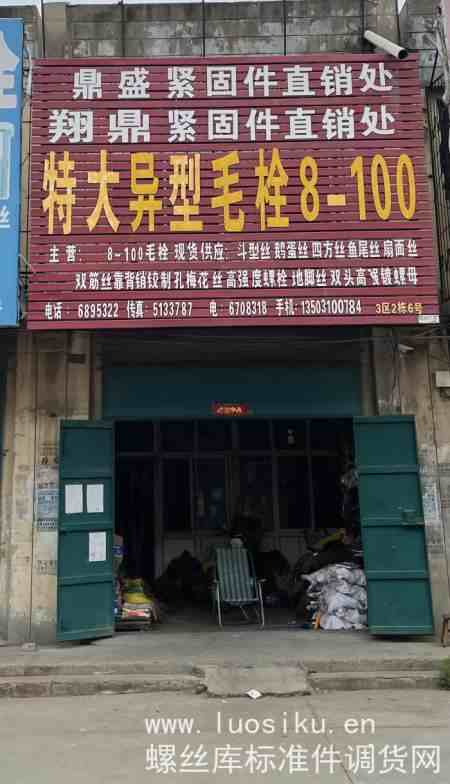 鼎盛 紧固件直销处
翔鼎 紧固件直销处
特大异型毛栓8-100
主营: 8-100毛栓 现货供应: 斗型丝 鹅蛋丝 四方丝 鱼尾丝 扇面丝
双筋丝靠背销铰制孔梅花丝 高强度螺栓 地脚丝 双头高强镀螺母
电话: 6895322 传真: 5133787 电: 6708318 手机: 13503100784 3区2栋6号
www.luosiku.cn
螺丝库标准件调货网